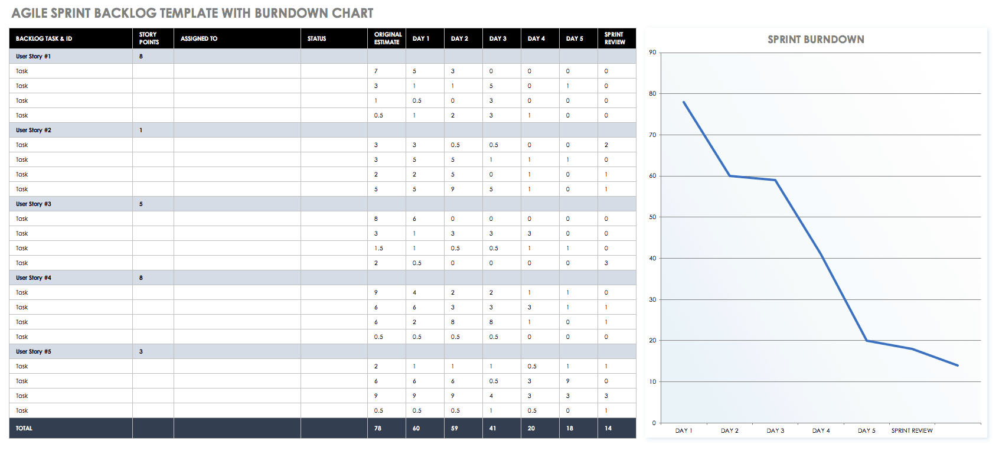 AGILE SPRINT BACKLOG TEMPLATE WITH BURNDOWN CHART
BACKLOG TASK & ID STORY POINTS ASSIGNED TO STATUS ORIGINAL ESTIMATE DAY 1 DAY 2 DAY 3 DAY 4 DAY 5 SPRINT REVIEW
User Story #1 8
Task 7 5 3 0 0 0 0
Task 3 1 1 5 0 1 0
Task 1 0.5 0 3 0 0 0
Task 0.5 1 2 3 1 0 0
User Story #2 1
Task 3 3 0.5 0.5 0 0 2
Task 3 5 5 1 1 1 0
Task 2 2 5 0 1 0 1
Task 5 5 9 5 1 0 1
User Story #3 5
Task 8 6 0 0 0 0 0
Task 3 1 3 3 3 0 0
Task 1.5 1 0.5 0.5 1 1 0
Task 2 0.5 0 0 0 0 3
User Story #4 8
Task 9 4 2 2 1 1 0
Task 6 6 3 3 3 1 1
Task 6 2 8 8 1 0 1
Task 0.5 0.5 0.5 0.5 0 0 0
User Story #5 3
Task 2 1 1 1 0.5 1 1
Task 6 6 6 0.5 3 9 0
Task 9 9 9 4 3 3 3
Task 0.5 0.5 0.5 1 0.5 0 1
TOTAL 78 60 59 41 20 18 14
SPRINT BURNDOWN
90
80
70
60
50
40
30
20
10
0
DAY 1 DAY 2 DAY 3 DAY 4 DAY 5 SPRINT REVIEW